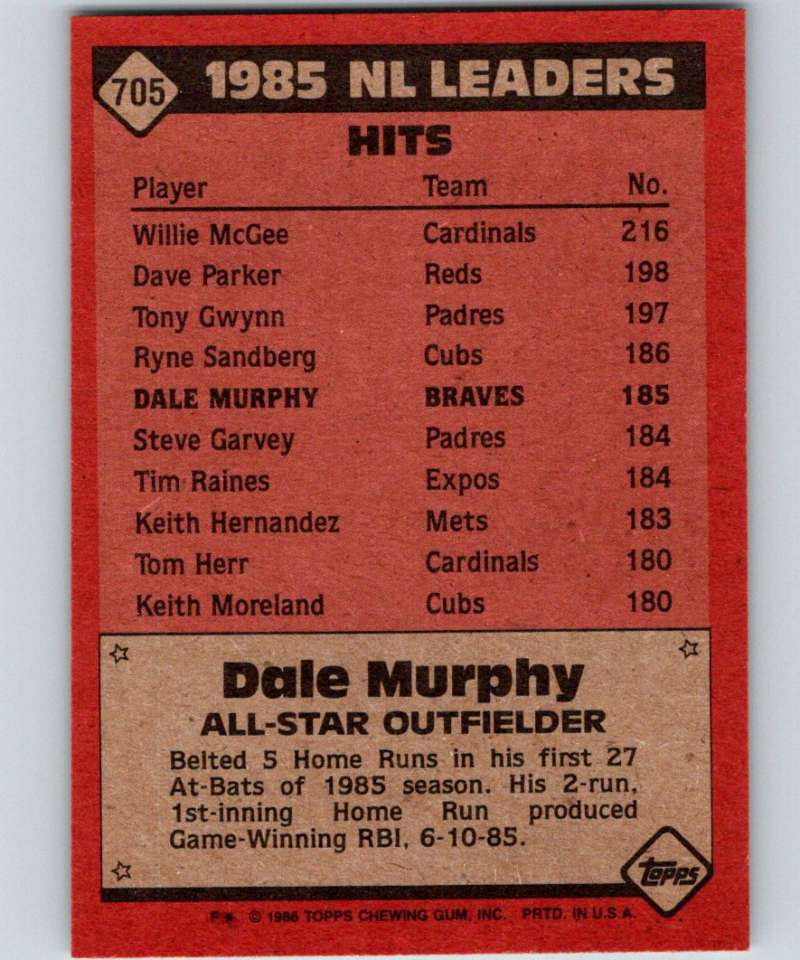 705 1985 NL LEADERS
HITS
Player Team No.
Willie McGee Cardinals 216
Dave Parker Reds 198
Tony Gwynn Padres 197
Ryne Sandberg Cubs 186
DALE MURPHY BRAVES 185
Steve Garvey Padres 184
Tim Raines Expos 184
Keith Hernandez Mets 183
Tom Herr Cardinals 180
Keith Moreland Cubs 180
Dale Murphy
ALL-STAR OUTFIELDER
Belted 5 Home Runs in his first 27
At-Bats of 1985 season. His 2-run,
1st-inning Home Run produced
Game-Winning RBI, 6-10-85.
topps
F* © 1986 TOPPS CHEWING GUM, INC. PRTD. IN U.S.A.